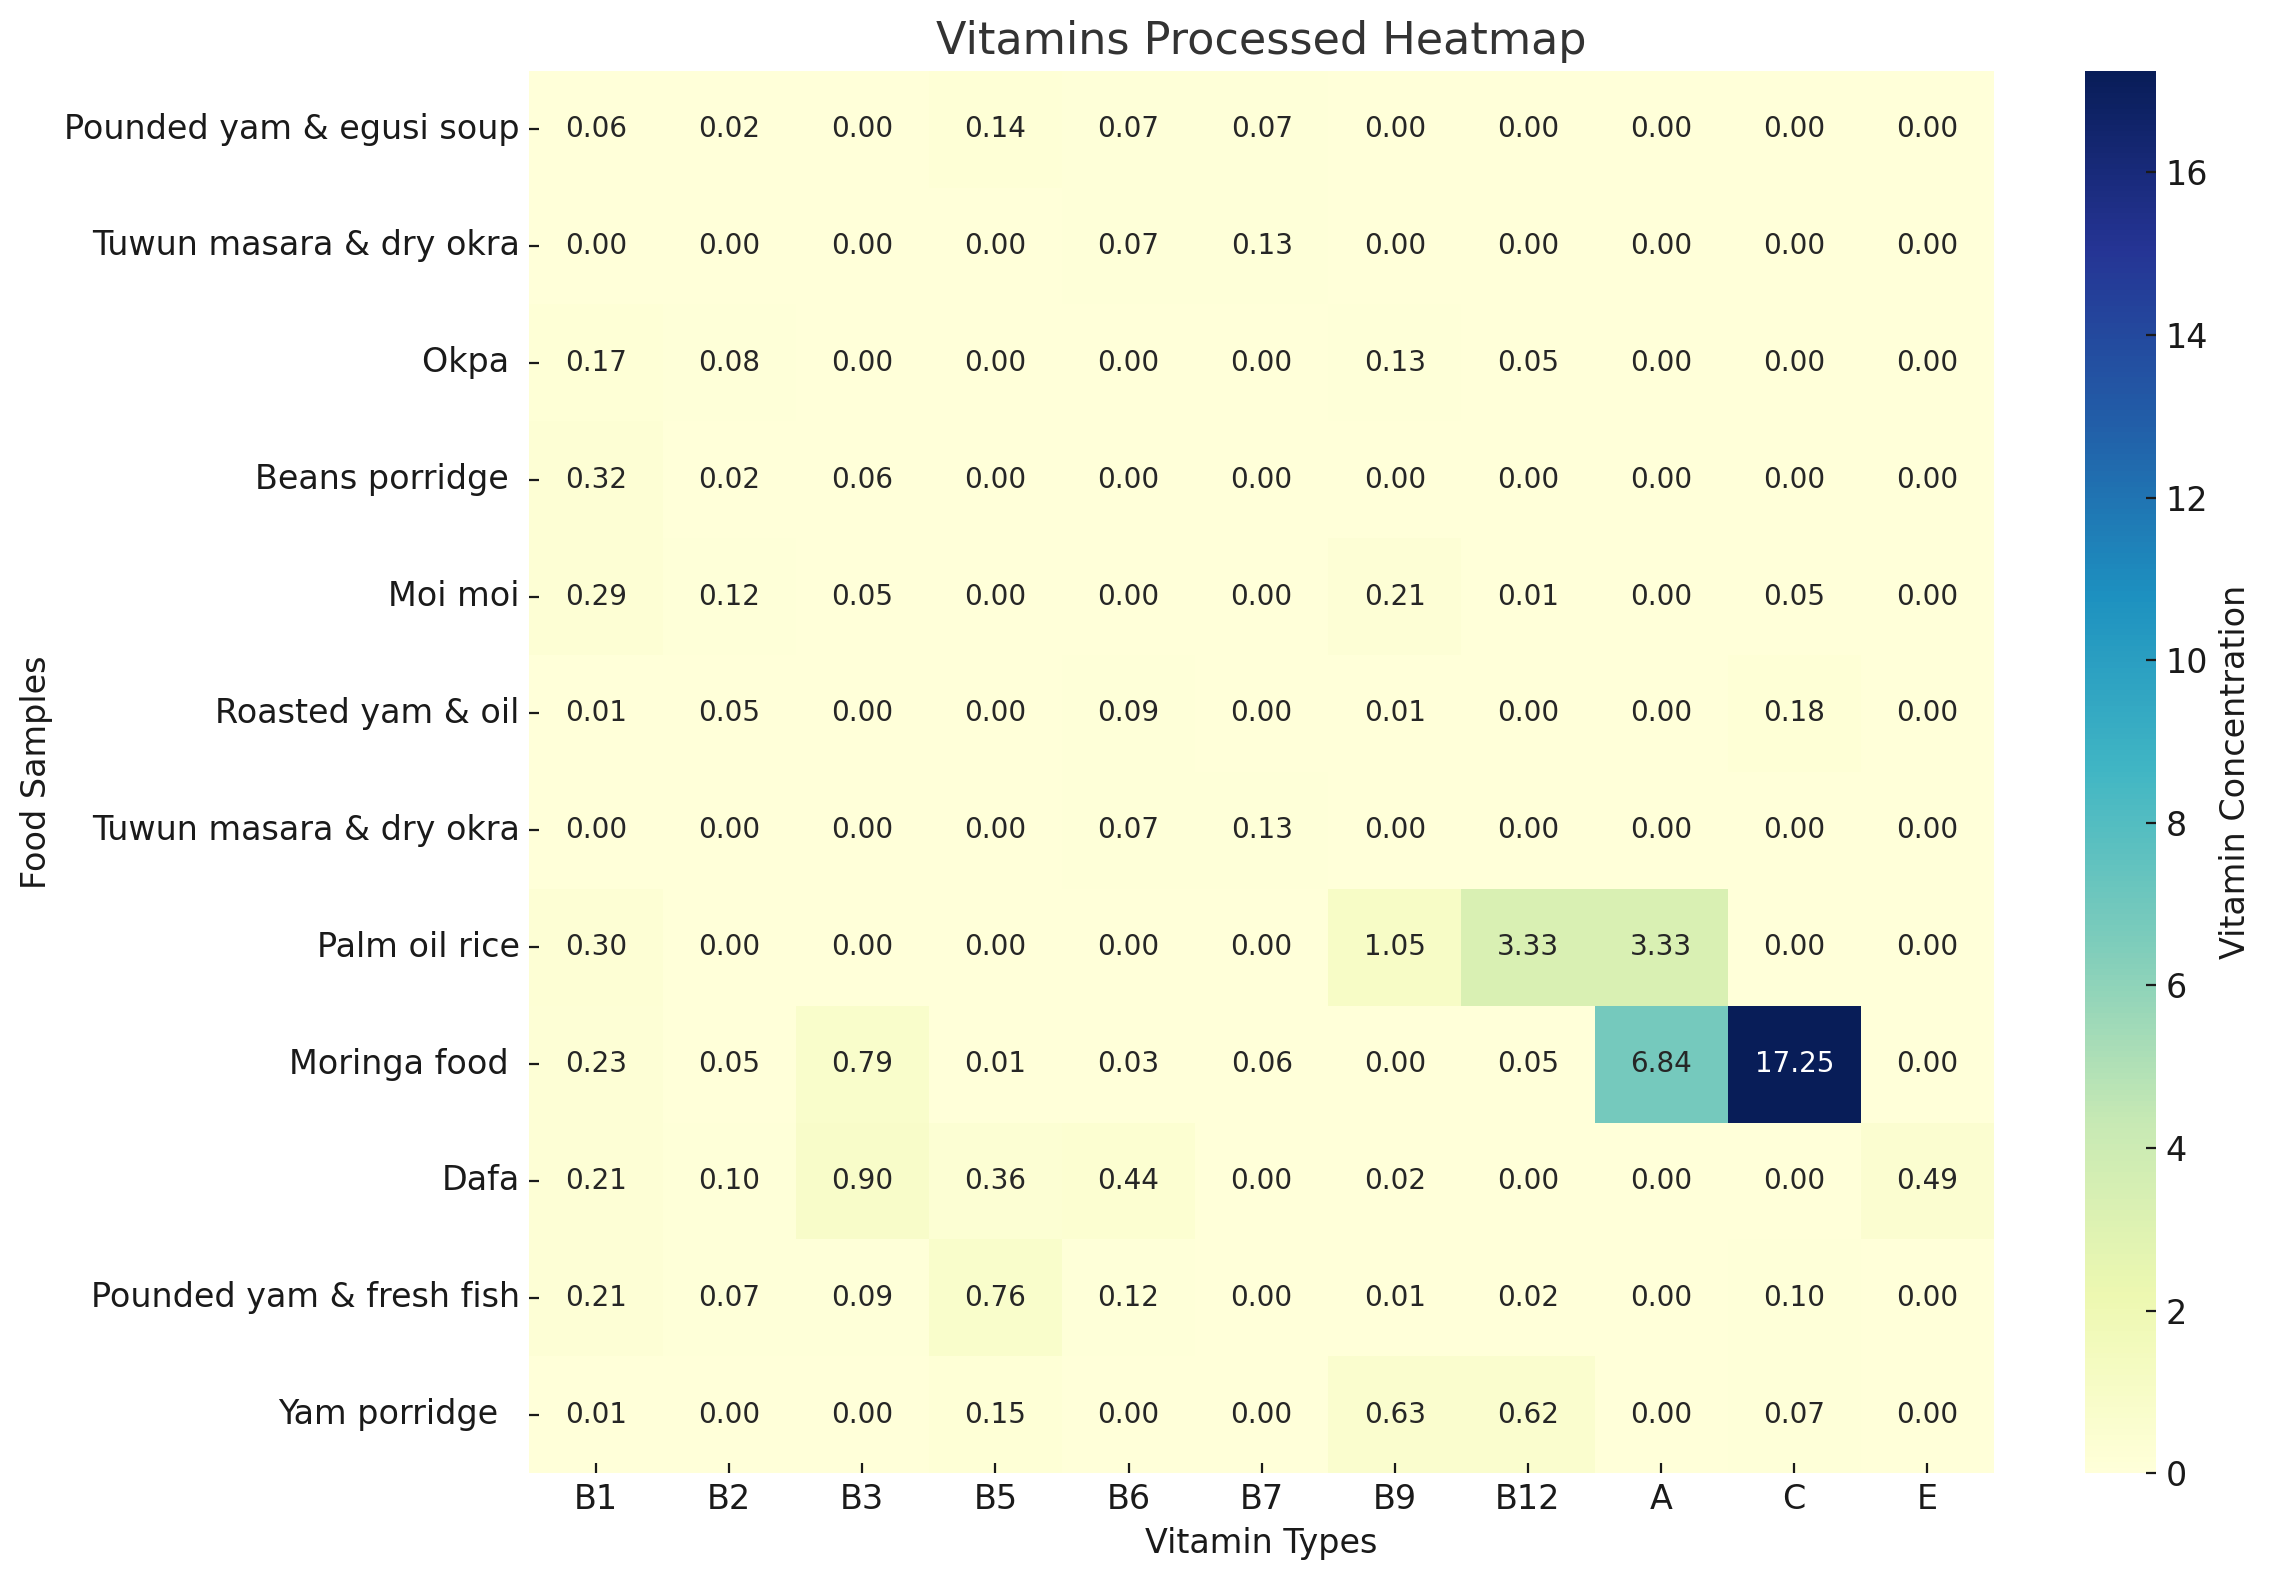 Vitamins Processed Heatmap
Pounded yam & egusi soup 0.06 0.02 0.00 0.14 0.07 0.07 0.00 0.00 0.00 0.00 0.00
Tuwun masara & dry okra 0.00 0.00 0.00 0.00 0.07 0.13 0.00 0.00 0.00 0.00 0.00
Okpa 0.17 0.08 0.00 0.00 0.00 0.00 0.13 0.05 0.00 0.00 0.00
Beans porridge 0.32 0.02 0.06 0.00 0.00 0.00 0.00 0.00 0.00 0.00 0.00
Moi moi 0.29 0.12 0.05 0.00 0.00 0.00 0.21 0.01 0.00 0.05 0.00
Roasted yam & oil 0.01 0.05 0.00 0.00 0.09 0.00 0.01 0.00 0.00 0.18 0.00
Tuwun masara & dry okra 0.00 0.00 0.00 0.00 0.07 0.13 0.00 0.00 0.00 0.00 0.00
Palm oil rice 0.30 0.00 0.00 0.00 0.00 0.00 1.05 3.33 3.33 0.00 0.00
Moringa food 0.23 0.05 0.79 0.01 0.03 0.06 0.00 0.05 6.84 17.25 0.00
Dafa 0.21 0.10 0.90 0.36 0.44 0.00 0.02 0.00 0.00 0.00 0.49
Pounded yam & fresh fish 0.21 0.07 0.09 0.76 0.12 0.00 0.01 0.02 0.00 0.10 0.00
Yam porridge 0.01 0.00 0.00 0.15 0.00 0.00 0.63 0.62 0.00 0.07 0.00
B1 B2 B3 B5 B6 B7 B9 B12 A C E
Vitamin Types
Food Samples
16
14
12
10
8
6
4
2
0
Vitamin Concentration